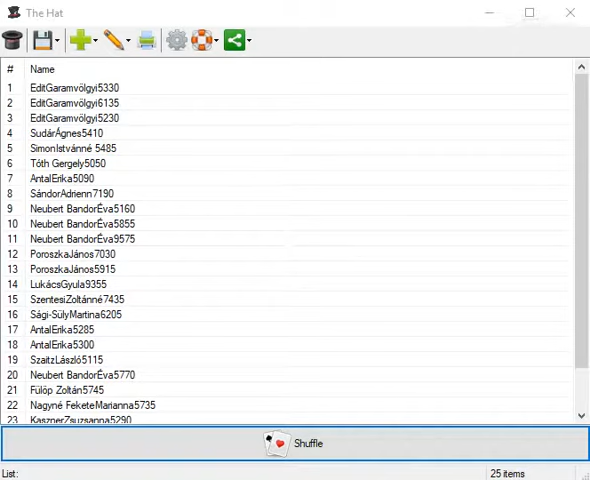 The Hat
# Name
1 EditGaramvölgyi5330
2 EditGaramvölgyi6135
3 EditGaramvölgyi5230
4 SudárÁgnes5410
5 SimonIstvánné 5485
6 Tóth Gergely5050
7 AntalErika5090
8 SándorAdrienn7190
9 Neubert BandorÉva5160
10 Neubert BandorÉva5855
11 Neubert BandorÉva9575
12 PoroszkaJános7030
13 PoroszkaJános5915
14 LukácsGyula9355
15 SzentesiZoltánné7435
16 Sági-SülyMartina6205
17 AntalErika5285
18 AntalErika5300
19 SzaitzLászló5115
20 Neubert BandorÉva5770
21 Fülöp Zoltán5745
22 Nagyné FeketeMarianna5735
23 KasznerZsuzsanna5290
Shuffle
List: 25 items